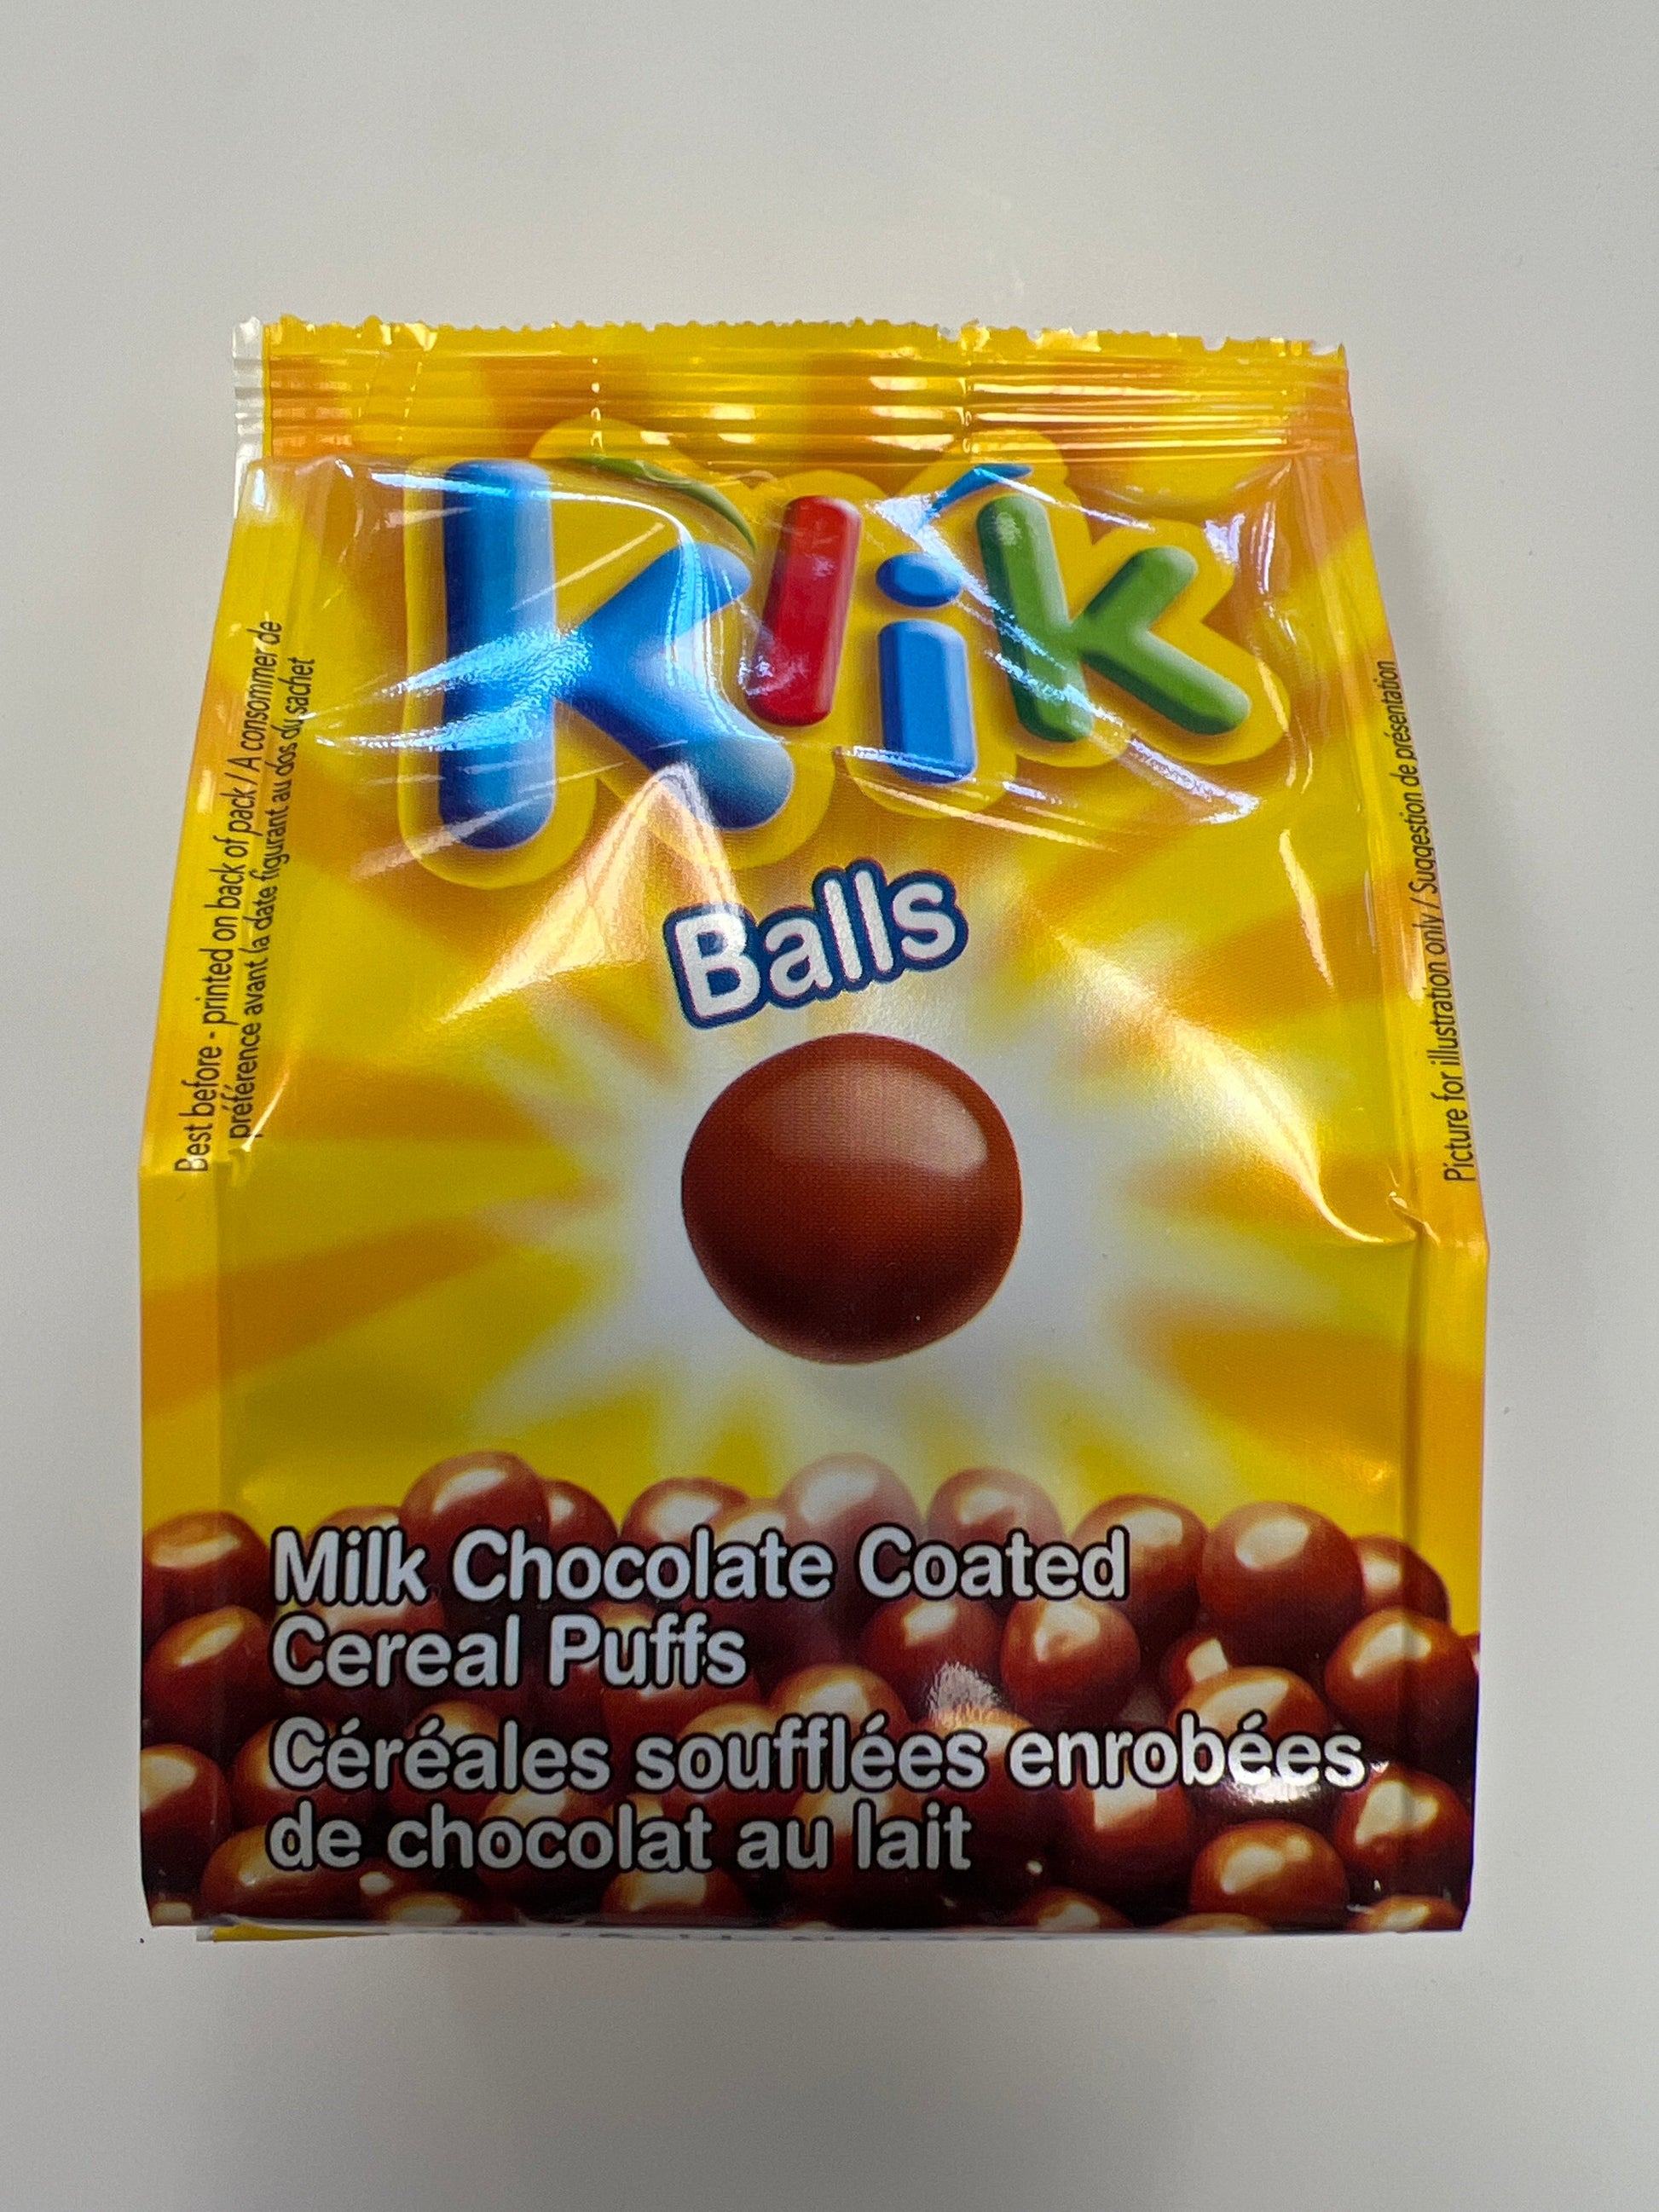 Klik
Balls
Best before - printed on back of pack / A consommer de
préférence avant la date figurant au dos du sachet
Picture for illustration only / Suggestion de présentation
Milk Chocolate Coated
Cereal Puffs
Céréales soufflées enrobées
de chocolat au lait